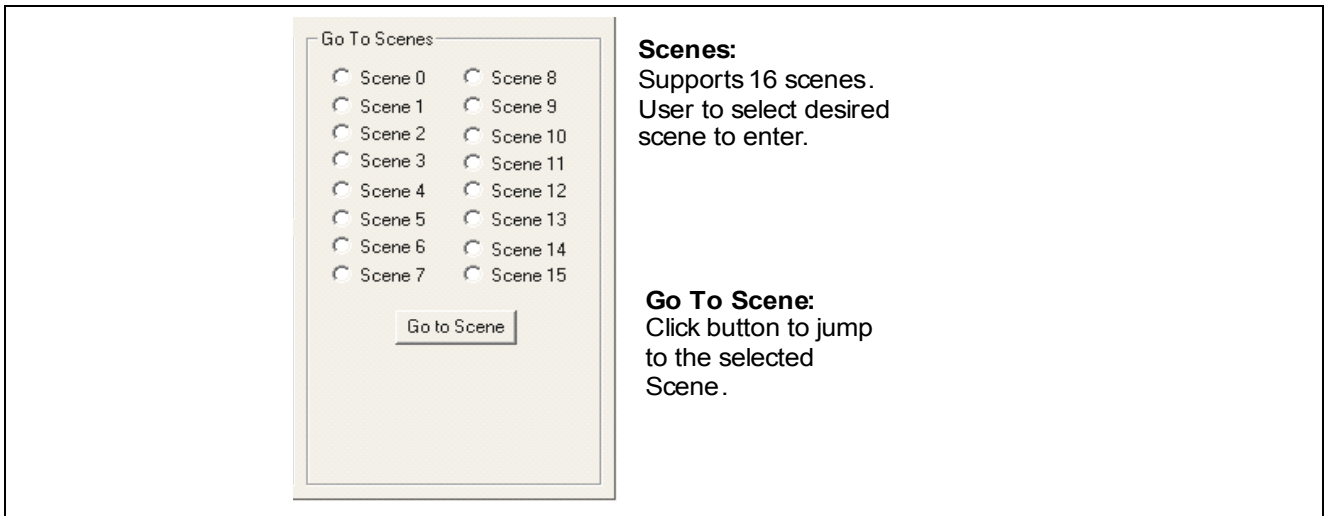 Go To Scenes
Scene 0
Scene 1
Scene 2
Scene 3
Scene 4
Scene 5
Scene 6
Scene 7
Scene 8
Scene 9
Scene 10
Scene 11
Scene 12
Scene 13
Scene 14
Scene 15
Go to Scene
Scenes:
Supports 16 scenes.
User to select desired
scene to enter.
Go To Scene:
Click button to jump
to the selected
Scene.